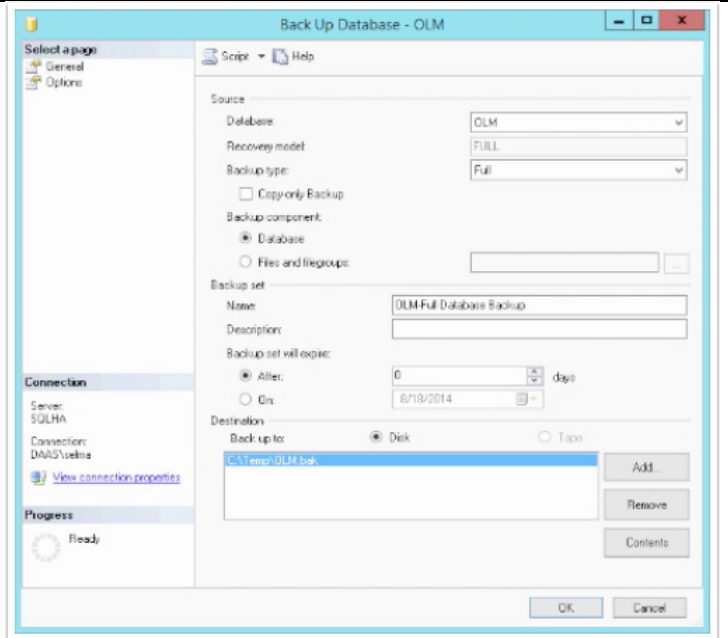 Back Up Database - OLM
Select a page
General
Options
Script
Help
Source
Database:
OLM
Recovery model:
FULL
Backup type:
Full
Copy-only Backup
Backup component:
Database
Files and filegroups:
...
Backup set
Name:
OLM-Full Database Backup
Description:
Backup set will expire:
After:
0
days
On:
8/18/2014
Destination
Back up to:
Disk
Tape
C:\Temp\OLM.bak
Add...
Remove
Contents
Connection
Server:
SQLHA
Connection:
DAAS\selma
View connection properties
Progress
Ready
OK
Cancel